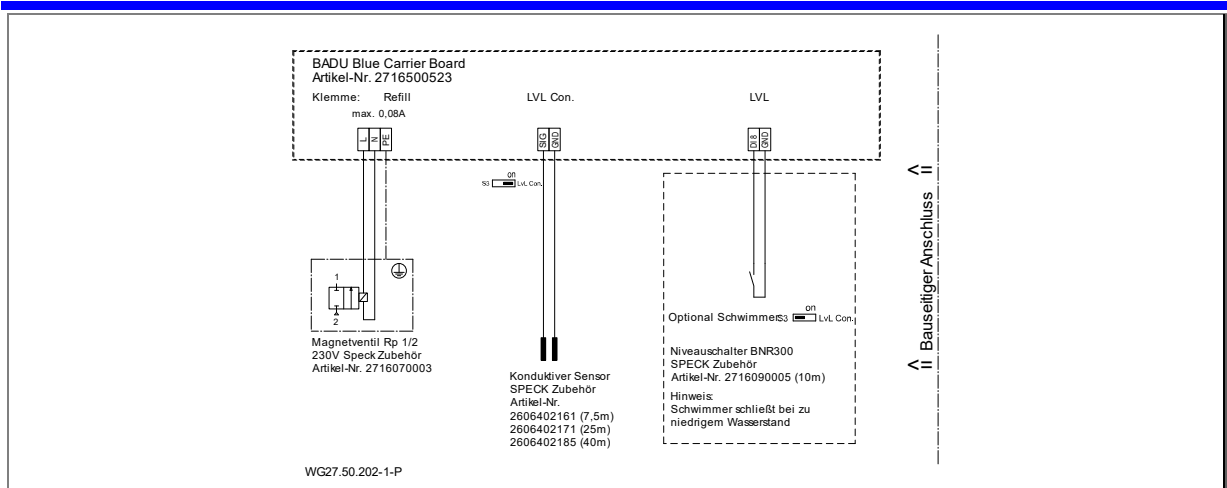 BADU Blue Carrier Board
Artikel-Nr. 2716500523
Klemme: Refill
max. 0,08A
L
N
PE
LVL Con.
SIG
GND
LVL
DI 8
GND
on
S3 LvL Con.
1
2
Magnetventil Rp 1/2
230V Speck Zubehör
Artikel-Nr. 2716070003
Konduktiver Sensor
SPECK Zubehör
Artikel-Nr.
2606402161 (7,5m)
2606402171 (25m)
2606402185 (40m)
on
Optional Schwimmer S3 LvL Con.
Niveauschalter BNR300
SPECK Zubehör
Artikel-Nr. 2716090005 (10m)
Hinweis:
Schwimmer schließt bei zu
niedrigem Wasserstand
<= Bauseitiger Anschluss <=
WG27.50.202-1-P